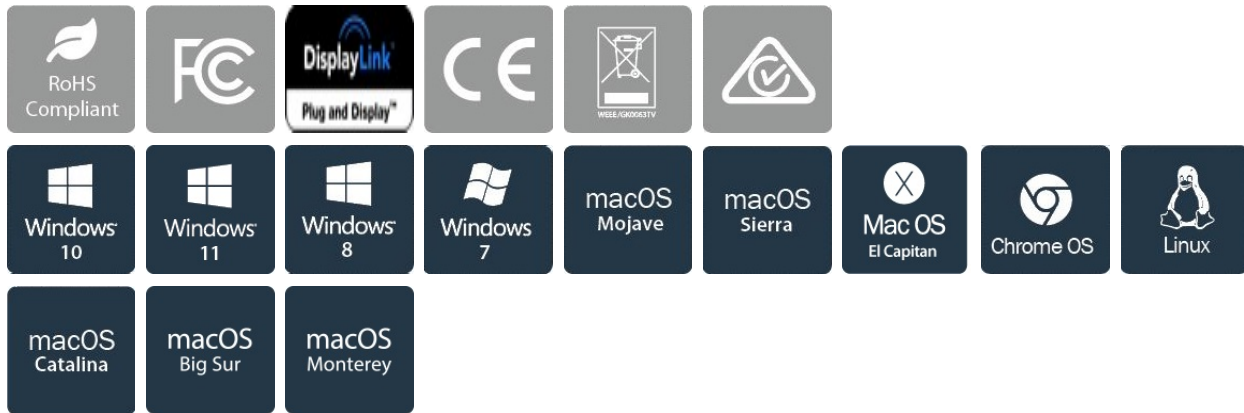 RoHS
Compliant
FC
DisplayLink
Plug and Display™
CE
WEEE/GK0063TV
Windows
10
Windows
11
Windows
8
Windows
7
macOS
Mojave
macOS
Sierra
X
Mac OS
El Capitan
Chrome OS
Linux
macOS
Catalina
macOS
Big Sur
macOS
Monterey